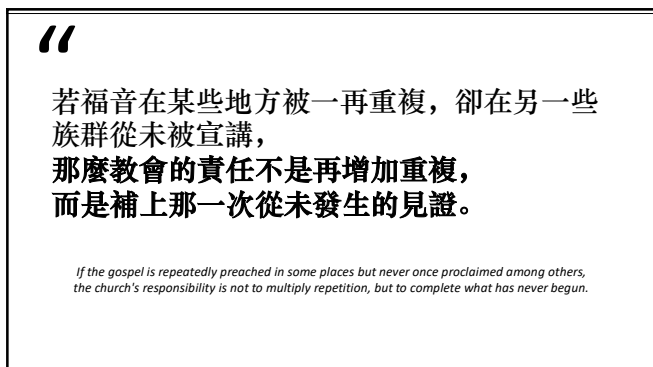 “
若福音在某些地方被一再重複，卻在另一些
族群從未被宣講，
那麼教會的責任不是再增加重複，
而是補上那一次從未發生的見證。
If the gospel is repeatedly preached in some places but never once proclaimed among others,
the church's responsibility is not to multiply repetition, but to complete what has never begun.